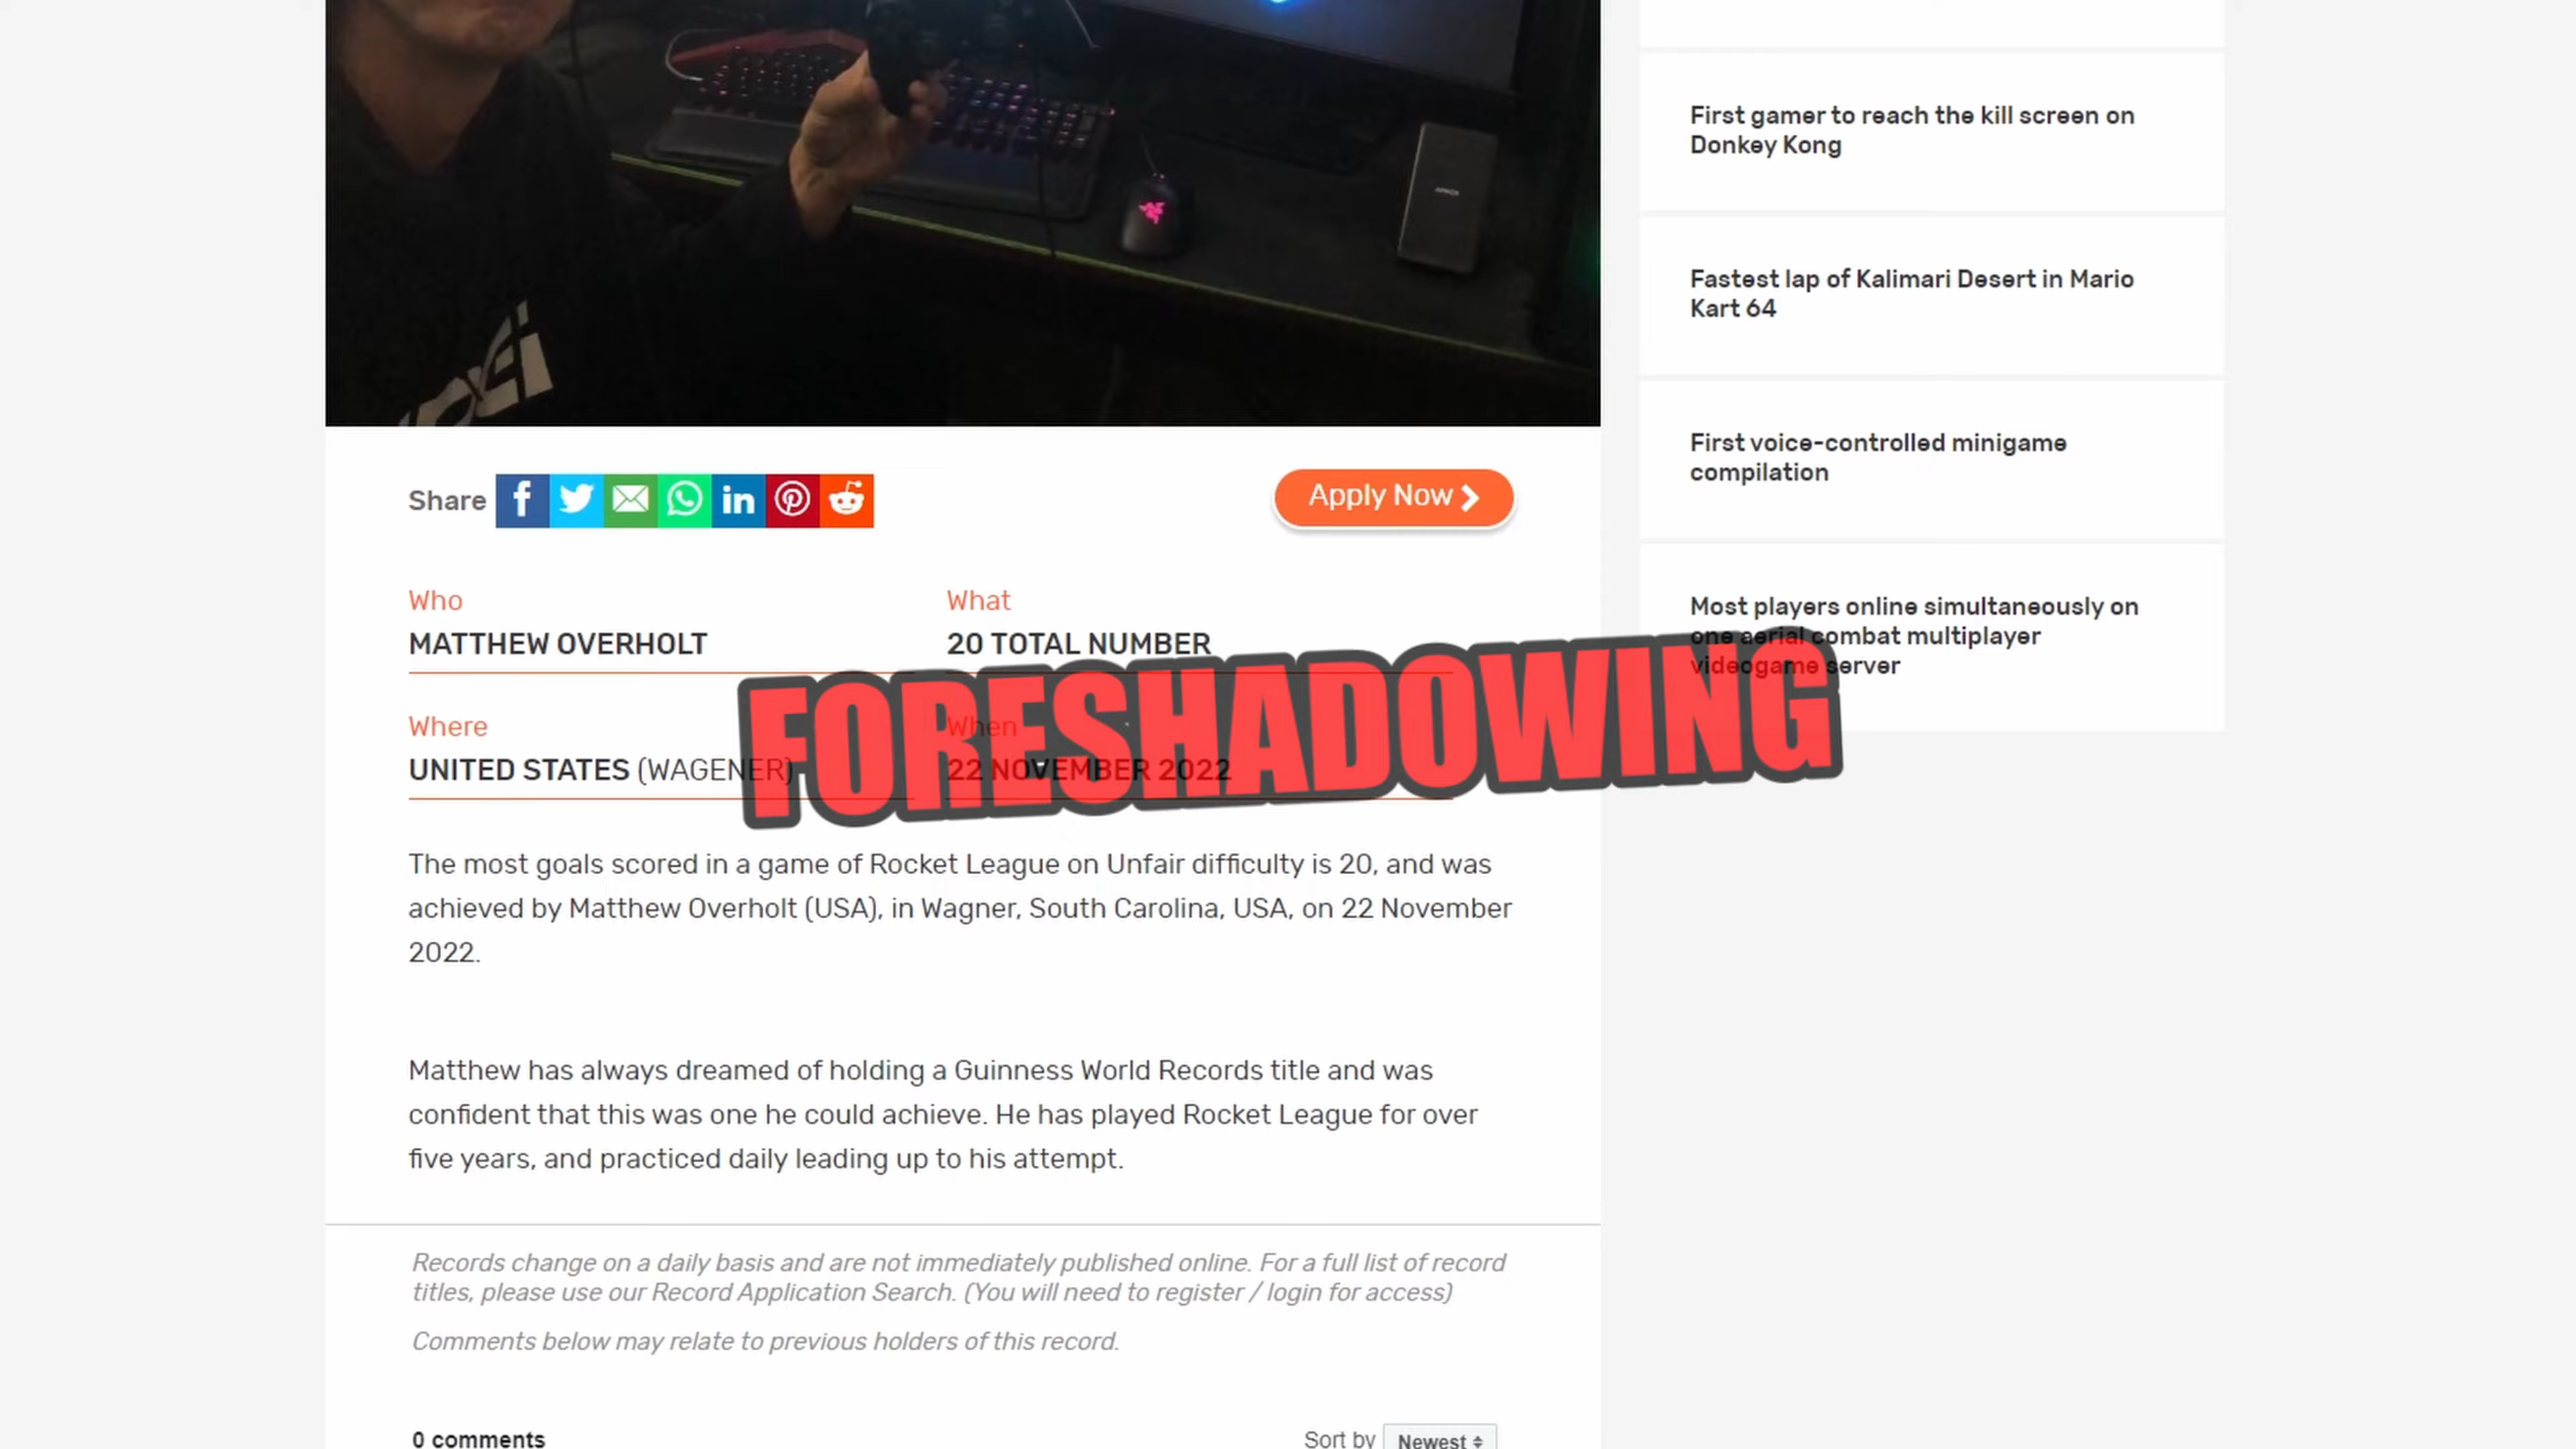 Share
Apply Now
Who
MATTHEW OVERHOLT
What
20 TOTAL NUMBER
Where
UNITED STATES (WAGENER)
When
22 NOVEMBER 2022
FORESHADOWING
The most goals scored in a game of Rocket League on Unfair difficulty is 20, and was
achieved by Matthew Overholt (USA), in Wagner, South Carolina, USA, on 22 November
2022.
Matthew has always dreamed of holding a Guinness World Records title and was
confident that this was one he could achieve. He has played Rocket League for over
five years, and practiced daily leading up to his attempt.
Records change on a daily basis and are not immediately published online. For a full list of record
titles, please use our Record Application Search. (You will need to register / login for access)
Comments below may relate to previous holders of this record.
0 comments
Sort by Newest
First gamer to reach the kill screen on
Donkey Kong
Fastest lap of Kalimari Desert in Mario
Kart 64
First voice-controlled minigame
compilation
Most players online simultaneously on
one aerial combat multiplayer
videogame server